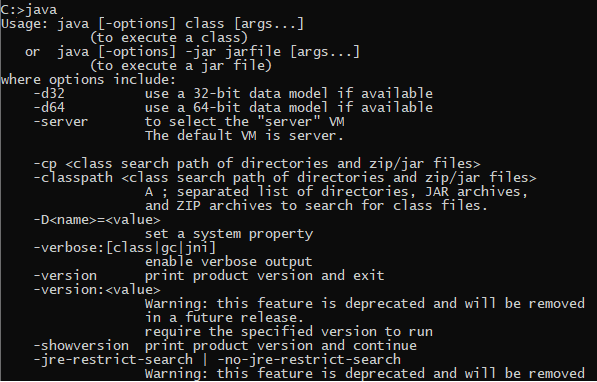 C:>java
Usage: java [-options] class [args...]
           (to execute a class)
   or  java [-options] -jar jarfile [args...]
           (to execute a jar file)
where options include:
    -d32          use a 32-bit data model if available
    -d64          use a 64-bit data model if available
    -server       to select the "server" VM
                  The default VM is server.

    -cp <class search path of directories and zip/jar files>
    -classpath <class search path of directories and zip/jar files>
                  A ; separated list of directories, JAR archives,
                  and ZIP archives to search for class files.
    -D<name>=<value>
                  set a system property
    -verbose:[class|gc|jni]
                  enable verbose output
    -version      print product version and exit
    -version:<value>
                  Warning: this feature is deprecated and will be removed
                  in a future release.
                  require the specified version to run
    -showversion  print product version and continue
    -jre-restrict-search | -no-jre-restrict-search
                  Warning: this feature is deprecated and will be removed